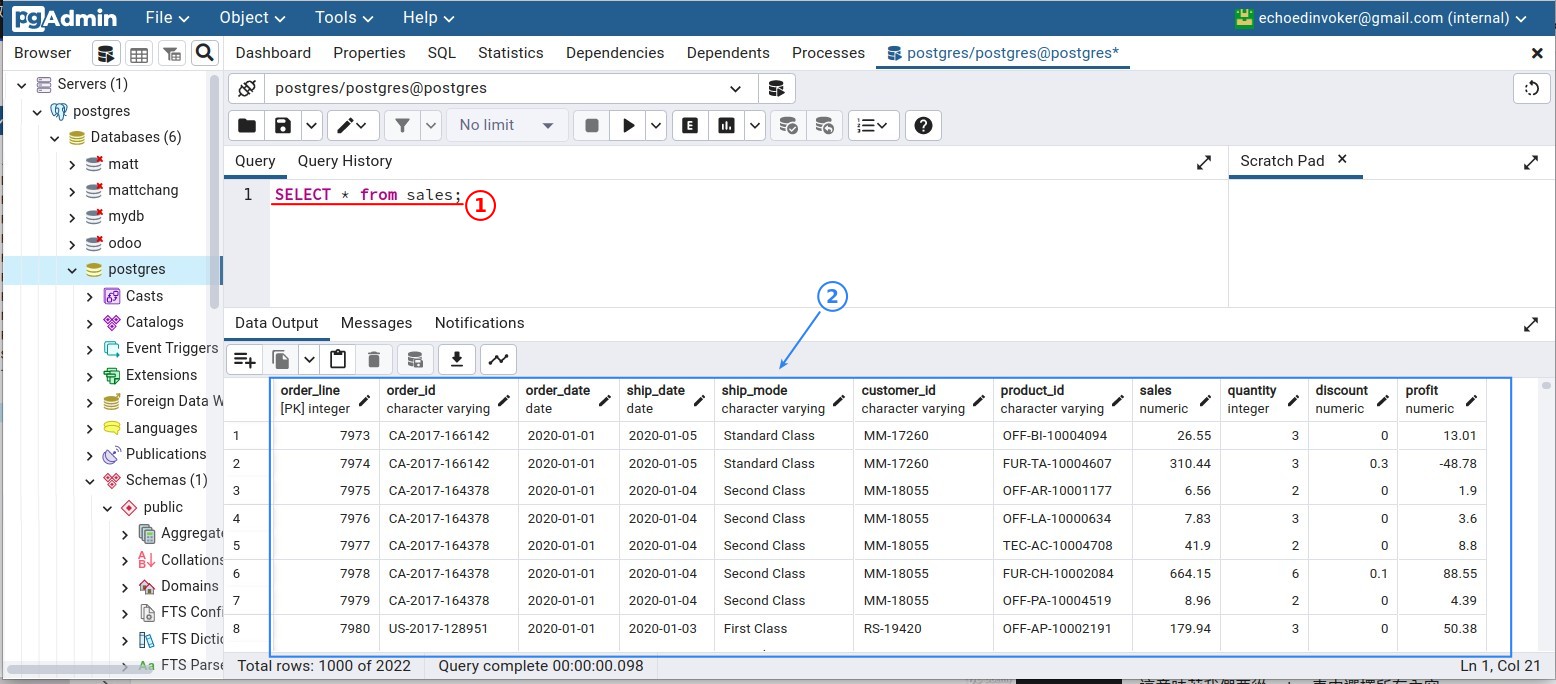 pgAdmin File Object Tools Help echoedinvoker@gmail.com (internal)
Browser Dashboard Properties SQL Statistics Dependencies Dependents Processes postgres/postgres@postgres*
Servers (1)
postgres
Databases (6)
matt
mattchang
mydb
odoo
postgres
Casts
Catalogs
Event Triggers
Extensions
Foreign Data W
Languages
Publications
Schemas (1)
public
Aggregate
Collations
Domains
FTS Confi
FTS Dictio
FTS Parse
postgres/postgres@postgres
No limit
Query Query History Scratch Pad
1 SELECT * from sales; 1
2
Data Output Messages Notifications
order_line order_id order_date ship_date ship_mode customer_id product_id sales quantity discount profit
[PK] integer character varying date date character varying character varying character varying numeric integer numeric numeric
1 7973 CA-2017-166142 2020-01-01 2020-01-05 Standard Class MM-17260 OFF-BI-10004094 26.55 3 0 13.01
2 7974 CA-2017-166142 2020-01-01 2020-01-05 Standard Class MM-17260 FUR-TA-10004607 310.44 3 0.3 -48.78
3 7975 CA-2017-164378 2020-01-01 2020-01-04 Second Class MM-18055 OFF-AR-10001177 6.56 2 0 1.9
4 7976 CA-2017-164378 2020-01-01 2020-01-04 Second Class MM-18055 OFF-LA-10000634 7.83 3 0 3.6
5 7977 CA-2017-164378 2020-01-01 2020-01-04 Second Class MM-18055 TEC-AC-10004708 41.9 2 0 8.8
6 7978 CA-2017-164378 2020-01-01 2020-01-04 Second Class MM-18055 FUR-CH-10002084 664.15 6 0.1 88.55
7 7979 CA-2017-164378 2020-01-01 2020-01-04 Second Class MM-18055 OFF-PA-10004519 8.96 2 0 4.39
8 7980 US-2017-128951 2020-01-01 2020-01-03 First Class RS-19420 OFF-AP-10002191 179.94 3 0 50.38
Total rows: 1000 of 2022 Query complete 00:00:00.098 Ln 1, Col 21